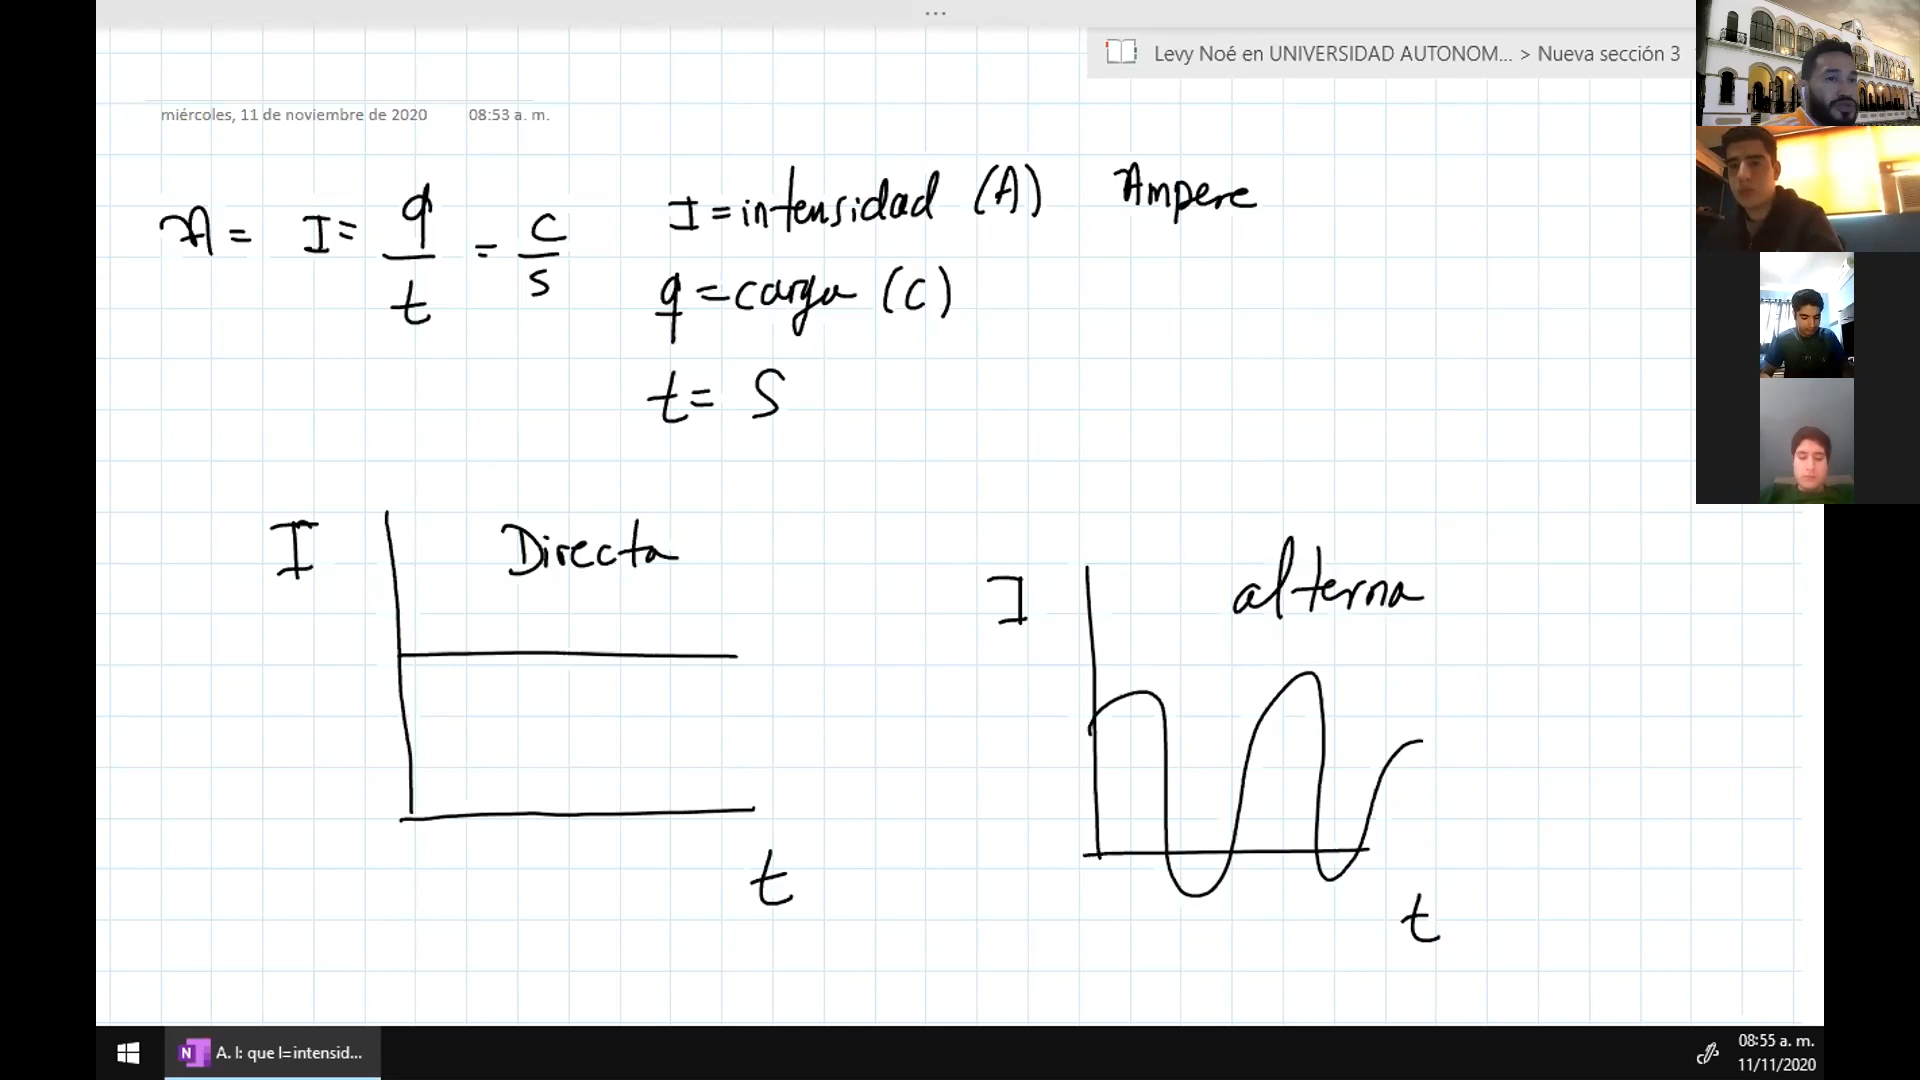 ...
Levy Noé en UNIVERSIDAD AUTONOM... > Nueva sección 3
miércoles, 11 de noviembre de 2020 08:53 a. m.
A = I = q/t = C/s
I = intensidad (A) Ampere
q = carga (C)
t = S
I Directa
t
I alterna
t
N A. I: que I=intensid...
08:55 a. m.
11/11/2020